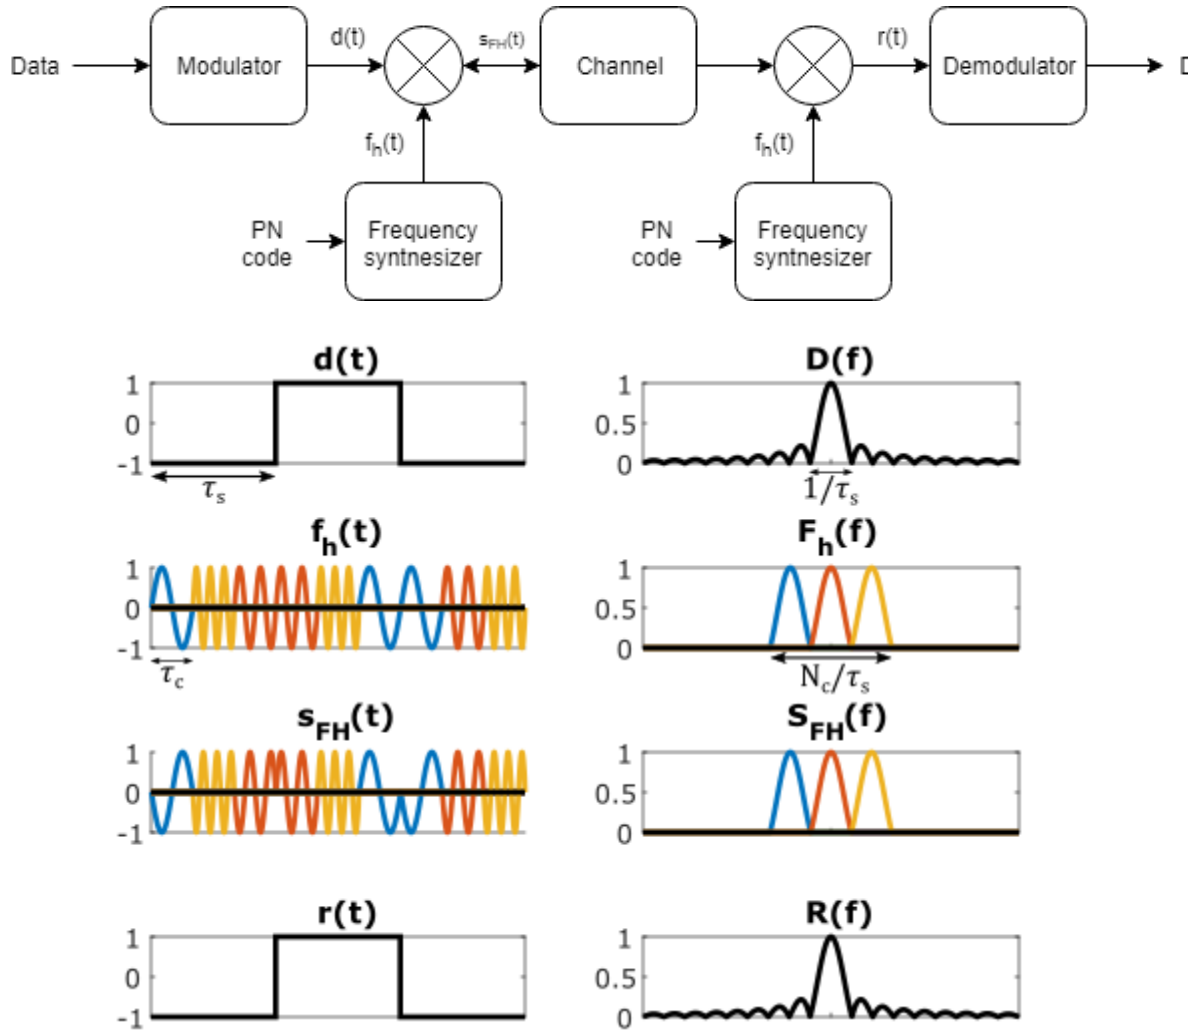 Data
Modulator
d(t)
s_FH(t)
Channel
r(t)
Demodulator
D
f_h(t)
f_h(t)
PN
code
Frequency
syntnesizer
PN
code
Frequency
syntnesizer
d(t)
1
0
-1
τ_s
D(f)
1
0.5
0
1/τ_s
f_h(t)
1
0
-1
τ_c
F_h(f)
1
0.5
0
N_c/τ_s
s_FH(t)
1
0
-1
S_FH(f)
1
0.5
0
r(t)
1
0
-1
R(f)
1
0.5
0